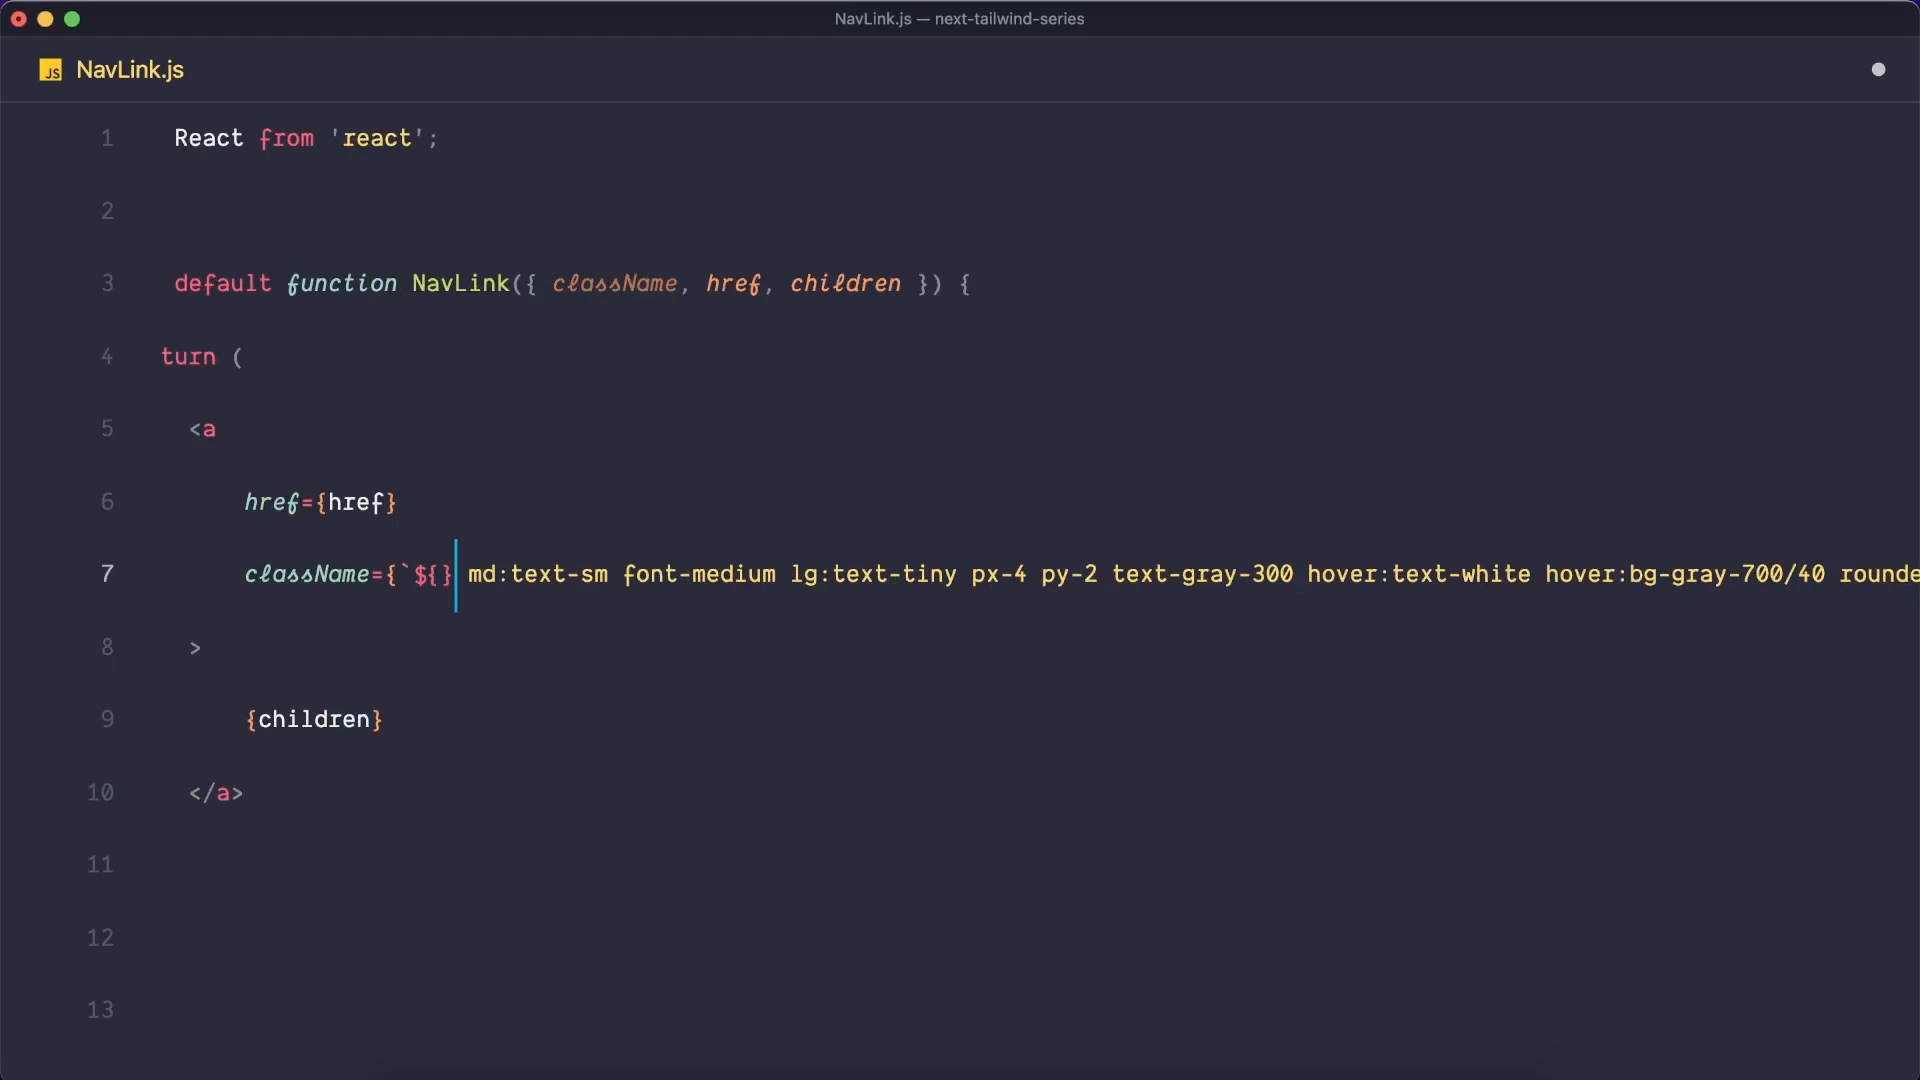 NavLink.js — next-tailwind-series
JS NavLink.js
1 React from 'react';
2
3 default function NavLink({ className, href, children }) {
4 turn (
5 <a
6 href={href}
7 className={`${} md:text-sm font-medium lg:text-tiny px-4 py-2 text-gray-300 hover:text-white hover:bg-gray-700/40 rounde
8 >
9 {children}
10 </a>
11
12
13